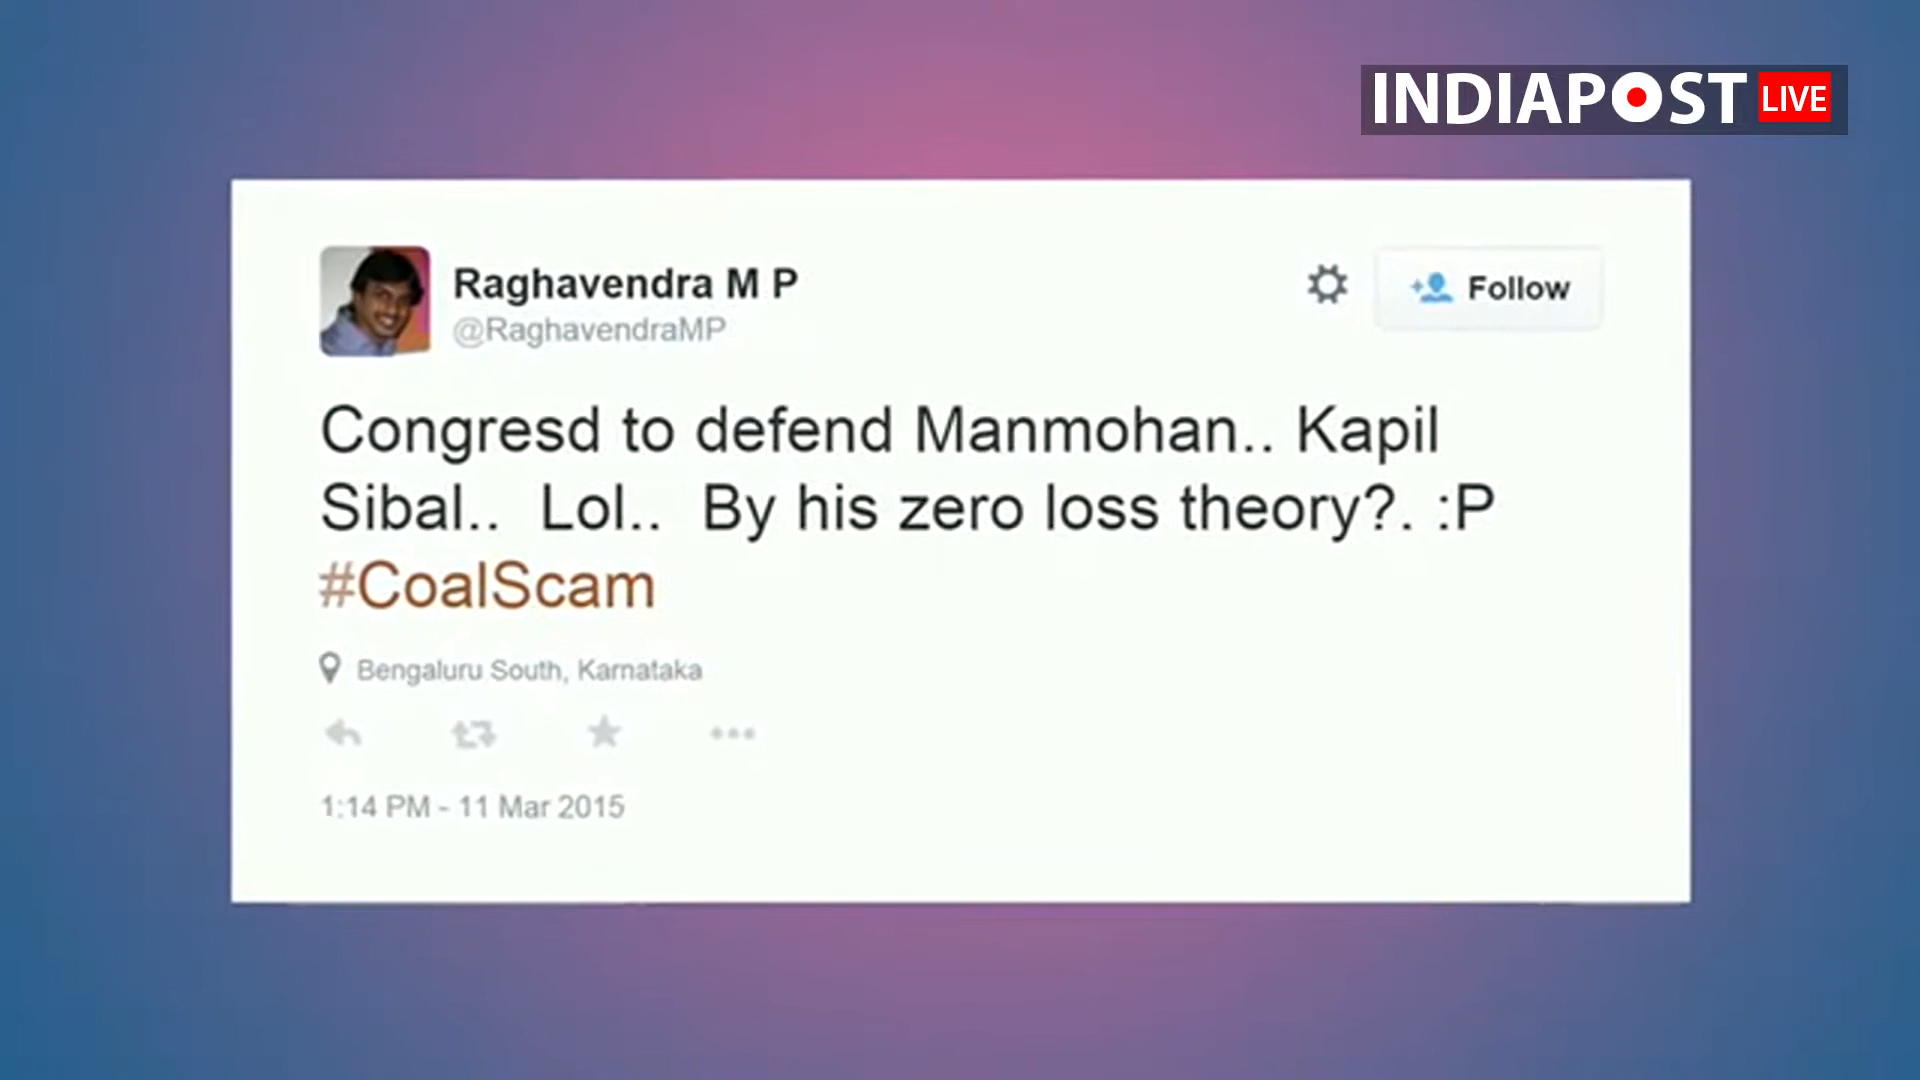 INDIAPOST LIVE
Raghavendra M P
@RaghavendraMP
Follow
Congresd to defend Manmohan.. Kapil
Sibal.. Lol.. By his zero loss theory?. :P
#CoalScam
Bengaluru South, Karnataka
1:14 PM - 11 Mar 2015